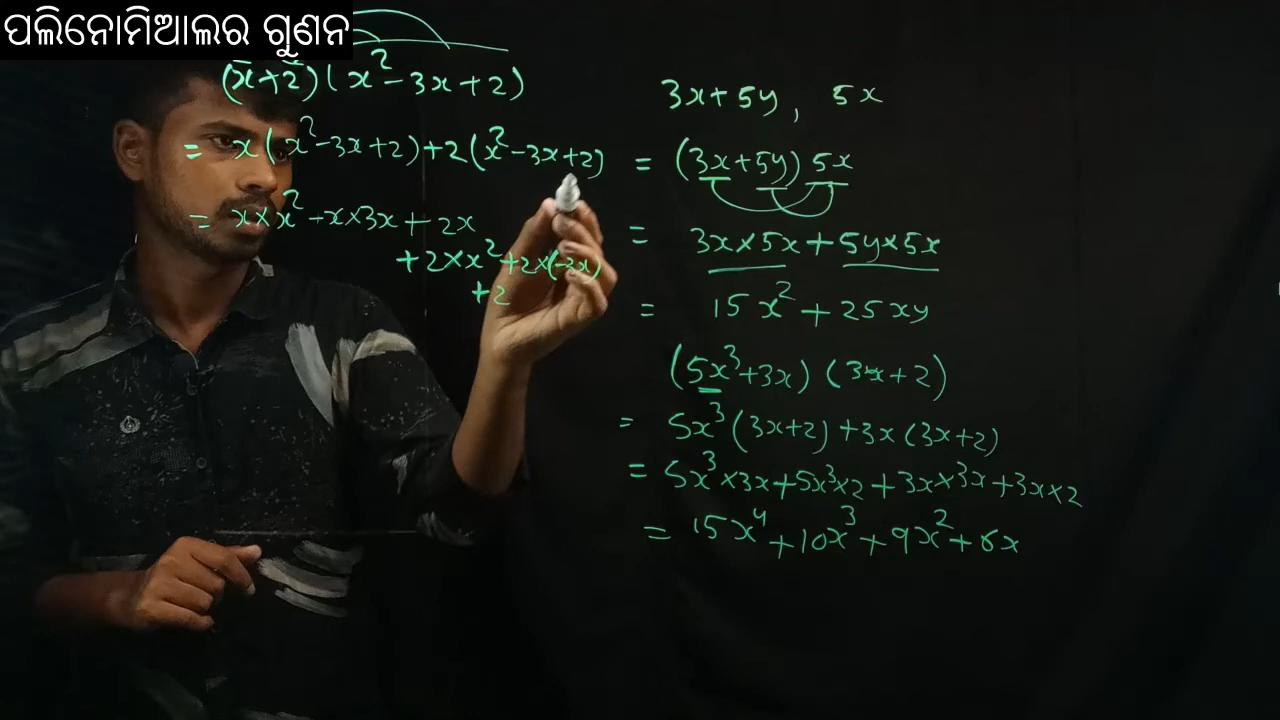 ପଲିନୋମିଆଲର ଗୁଣନ
(x+2)(x²-3x+2)
= x(x²-3x+2)+2(x²-3x+2)
= x×x²-x×3x+2x
+2×x²+2×(-3x)
+2
3x+5y, 5x
= (3x+5y) 5x
= 3x×5x+5y×5x
= 15x²+25xy
(5x³+3x)(3x+2)
= 5x³(3x+2)+3x(3x+2)
= 5x³×3x+5x³×2+3x×3x+3x×2
= 15x⁴+10x³+9x²+6x